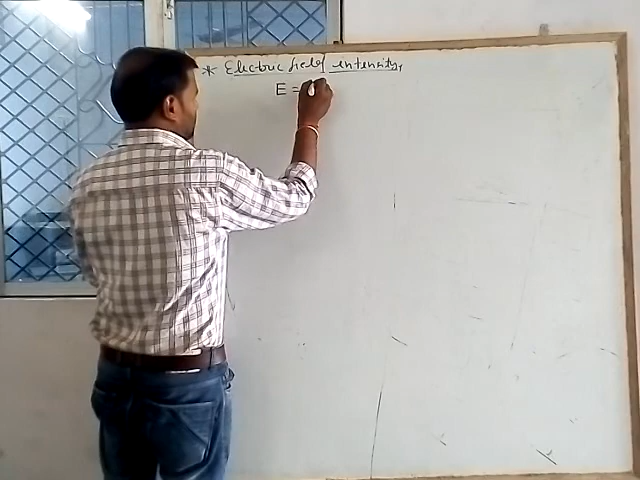 * Electric field intensity,
E =